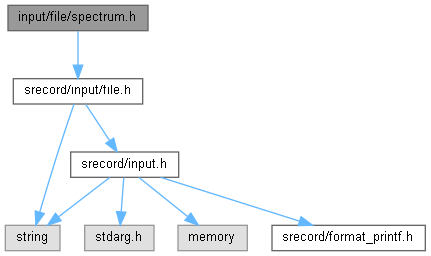 input/file/spectrum.h
srecord/input/file.h
srecord/input.h
string
stdarg.h
memory
srecord/format_printf.h